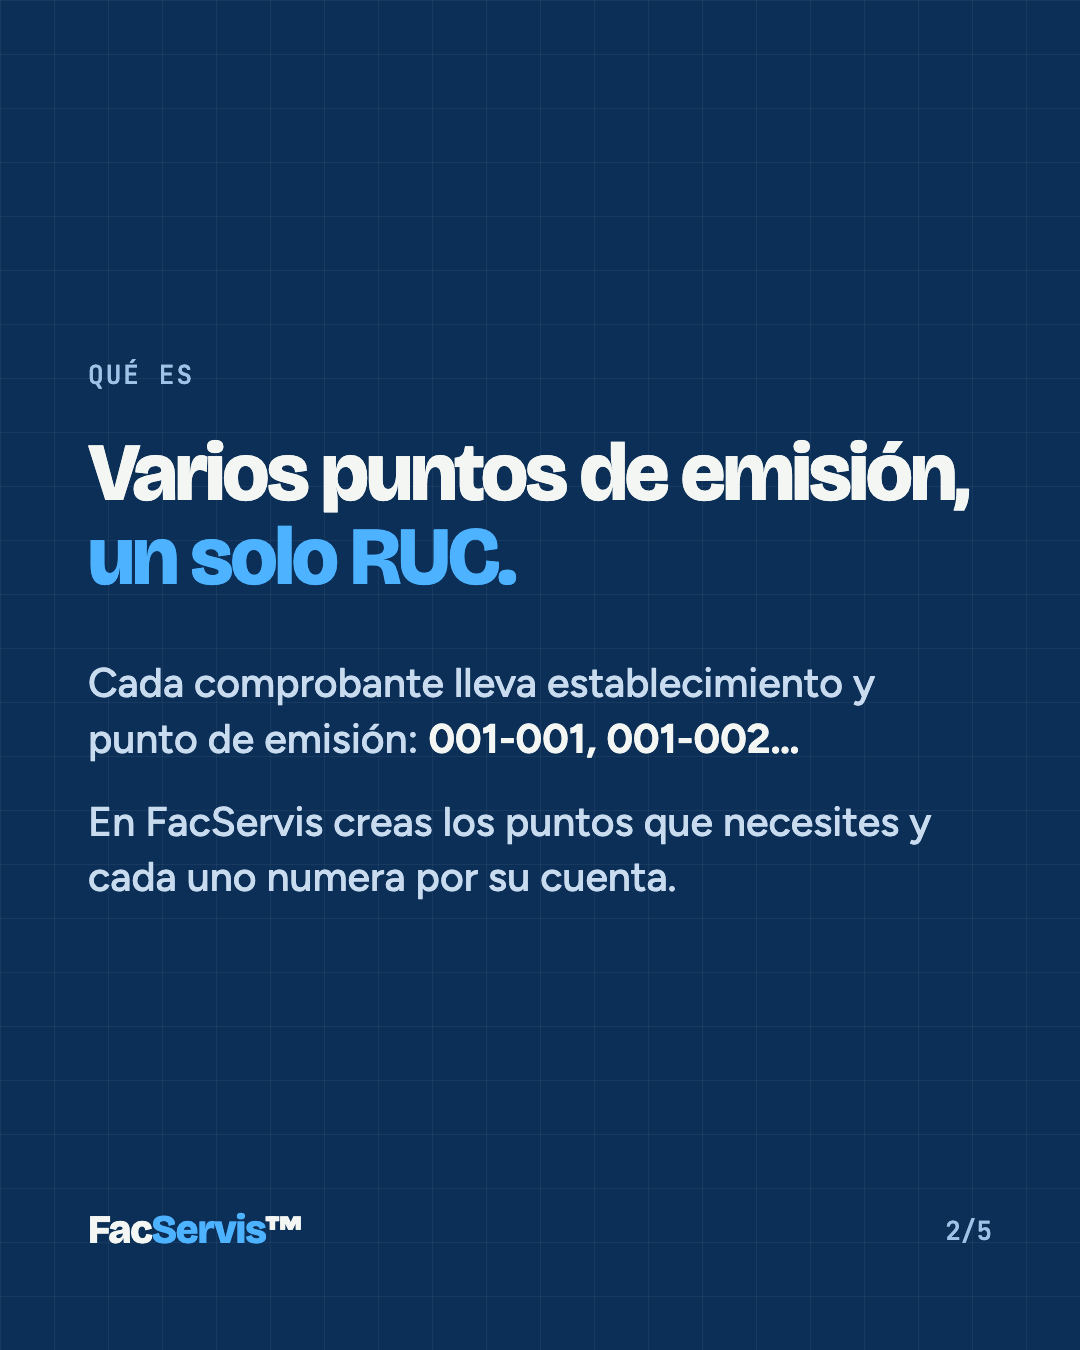 QUÉ ES
Varios puntos de emisión,
un solo RUC.
Cada comprobante lleva establecimiento y
punto de emisión: 001-001, 001-002...
En FacServis creas los puntos que necesites y
cada uno numera por su cuenta.
FacServis™
2/5